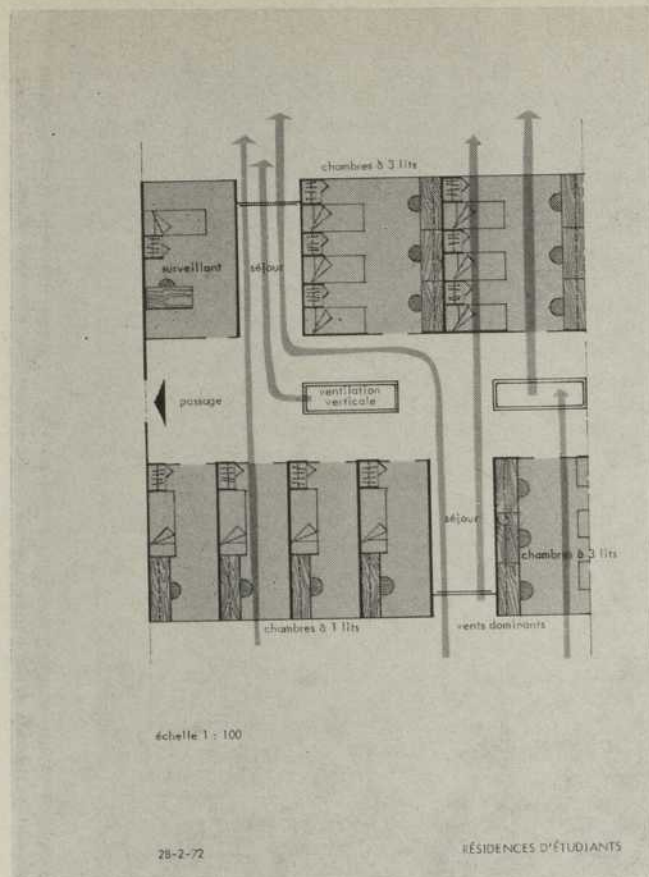 chambres à 3 lits
surveillant
séjour
passage
ventilation
verticale
séjour
chambres à 3 lits
chambres à 1 lits
vents dominants
échelle 1 : 100
28-2-72
RÉSIDENCES D'ÉTUDIANTS